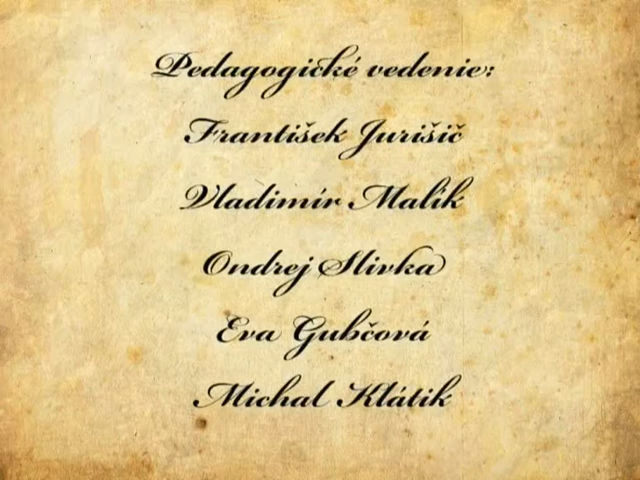 Pedagogické vedenie:
František Jurišič
Vladimír Malík
Ondrej Slivka
Eva Gubčová
Michal Klátik